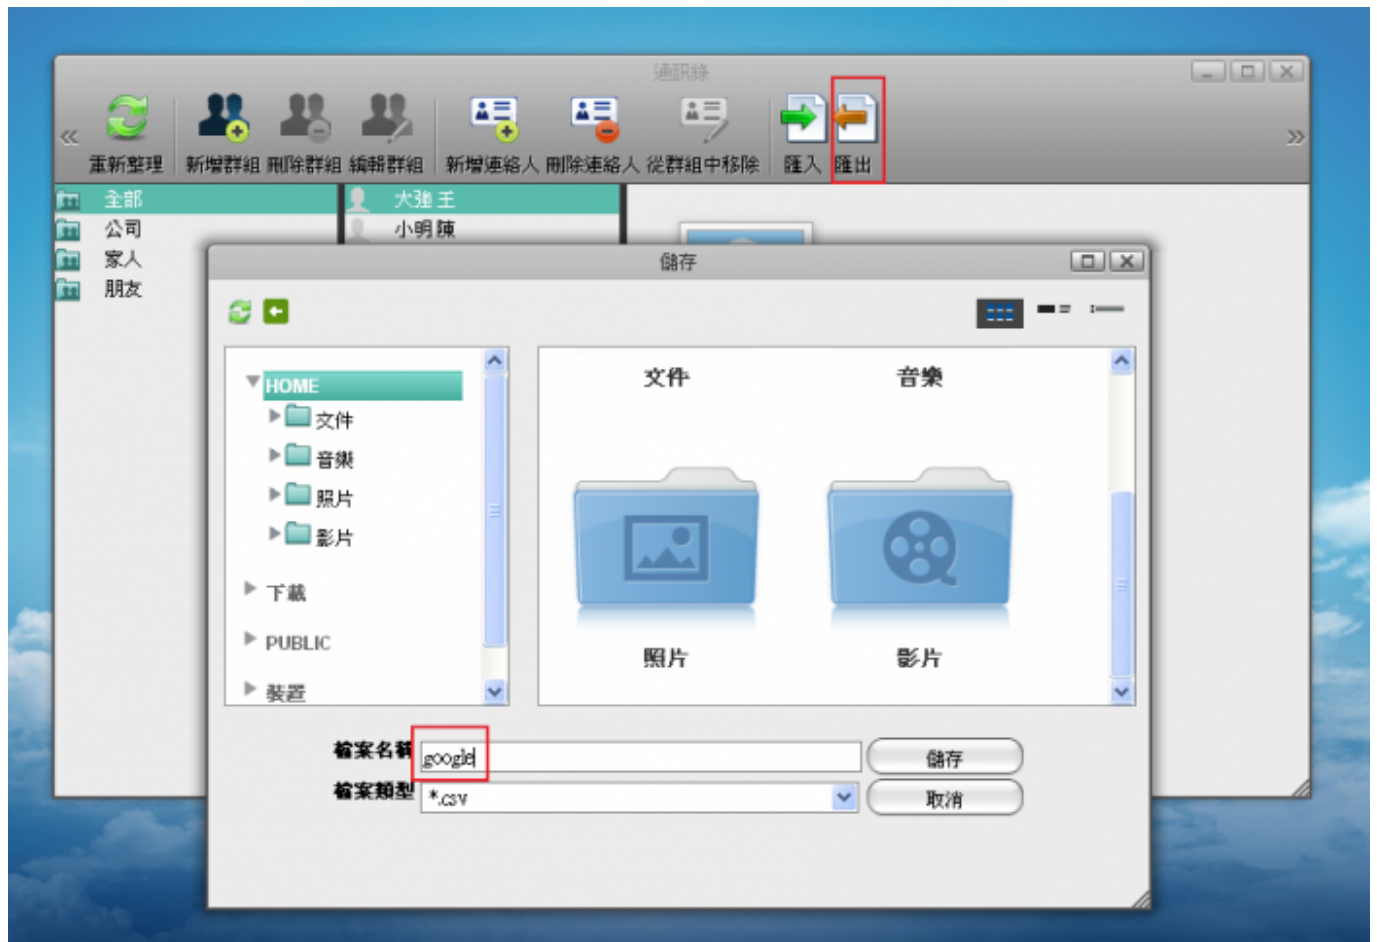 通訊錄
重新整理 新增群組 刪除群組 編輯群組 新增連絡人 刪除連絡人 從群組中移除 匯入 匯出
全部
公司
家人
朋友
大強 王
小明 陳
儲存
HOME
文件
音樂
照片
影片
下載
PUBLIC
裝置
文件 音樂
照片 影片
檔案名稱 google 儲存
檔案類型 *.csv 取消